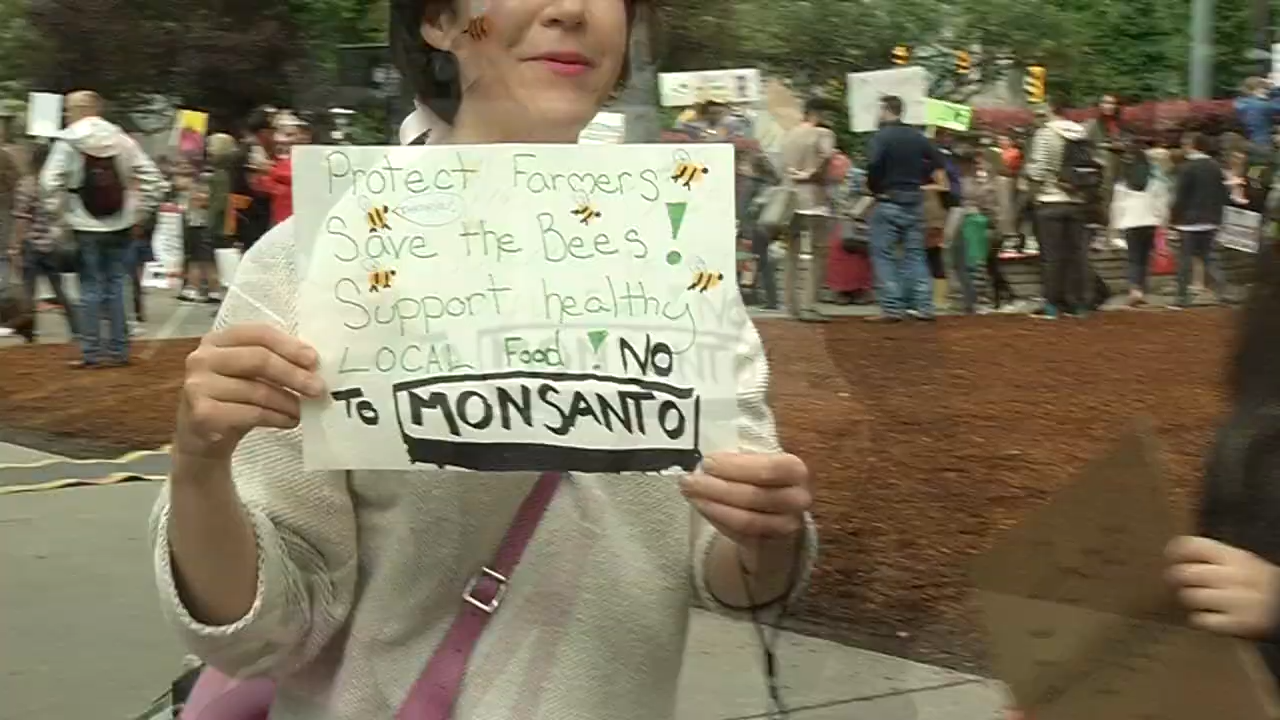 Protect Farmers
Save the Bees!
Support healthy
LOCAL Food! NO
TO MONSANTO